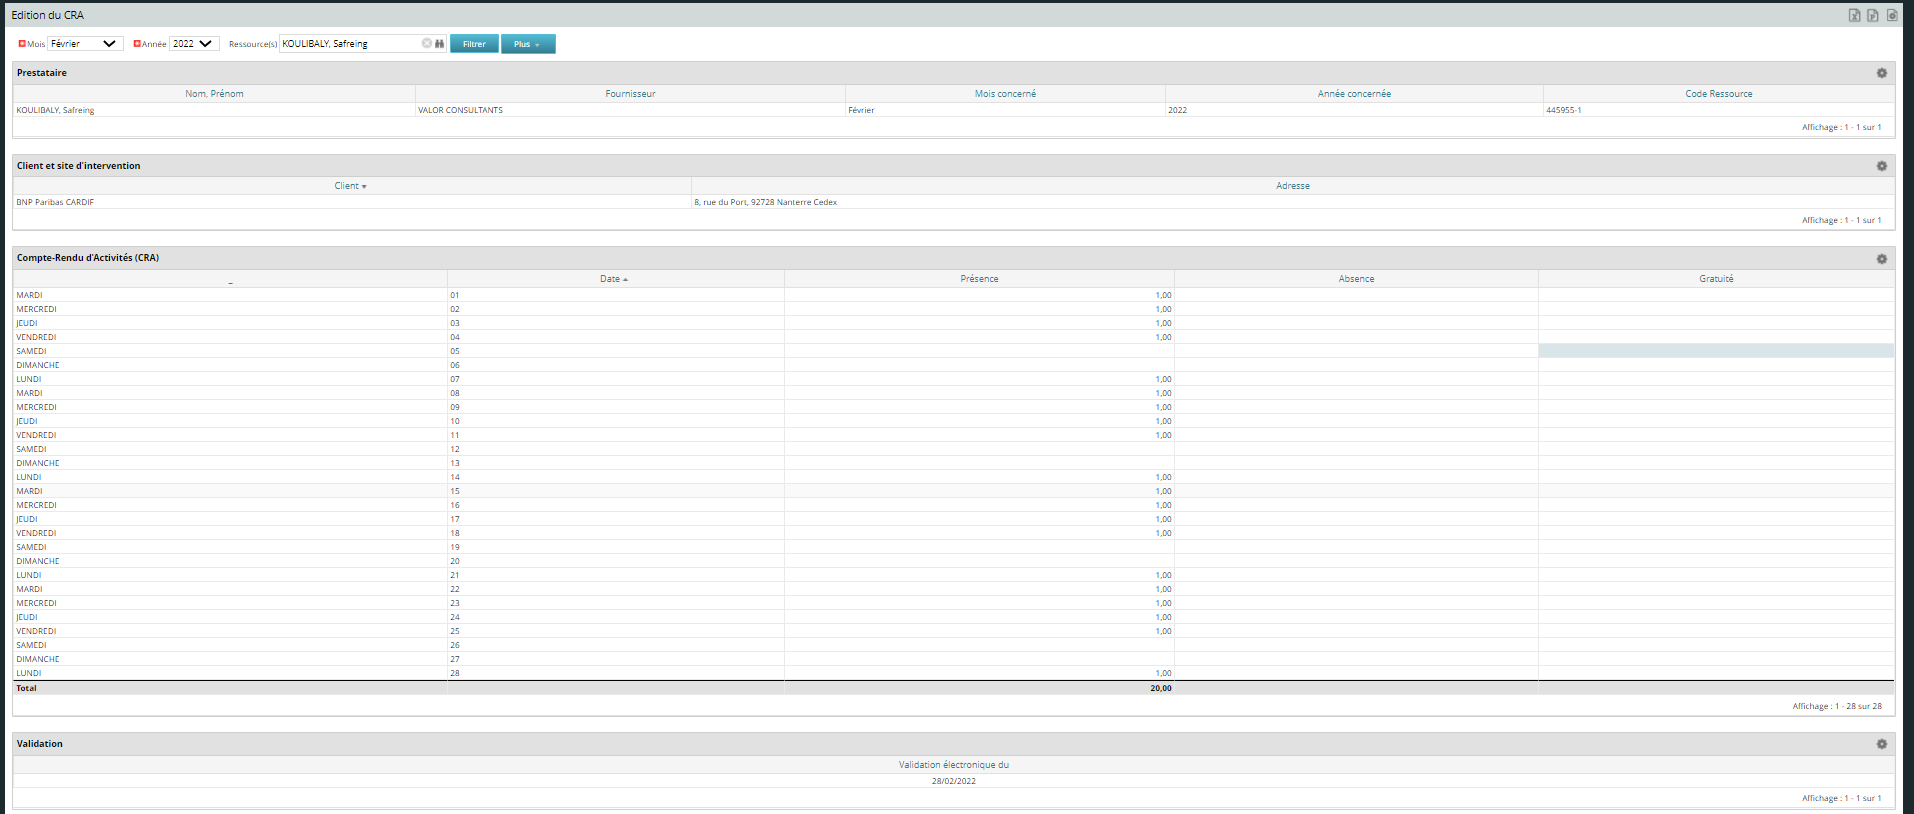 Edition du CRA
Mois Février Année 2022 Ressource(s) KOULIBALY, Safreing Filtrer Plus
Prestataire
Nom, Prénom Fournisseur Mois concerné Année concernée Code Ressource
KOULIBALY, Safreing VALOR CONSULTANTS Février 2022 445955-1
Affichage : 1 - 1 sur 1
Client et site d'intervention
Client Adresse
BNP Paribas CARDIF 8, rue du Port, 92728 Nanterre Cedex
Affichage : 1 - 1 sur 1
Compte-Rendu d'Activités (CRA)
_ Date Présence Absence Gratuité
MARDI 01 1,00
MERCREDI 02 1,00
JEUDI 03 1,00
VENDREDI 04 1,00
SAMEDI 05
DIMANCHE 06
LUNDI 07 1,00
MARDI 08 1,00
MERCREDI 09 1,00
JEUDI 10 1,00
VENDREDI 11 1,00
SAMEDI 12
DIMANCHE 13
LUNDI 14 1,00
MARDI 15 1,00
MERCREDI 16 1,00
JEUDI 17 1,00
VENDREDI 18 1,00
SAMEDI 19
DIMANCHE 20
LUNDI 21 1,00
MARDI 22 1,00
MERCREDI 23 1,00
JEUDI 24 1,00
VENDREDI 25 1,00
SAMEDI 26
DIMANCHE 27
LUNDI 28 1,00
Total 20,00
Affichage : 1 - 28 sur 28
Validation
Validation électronique du
28/02/2022
Affichage : 1 - 1 sur 1